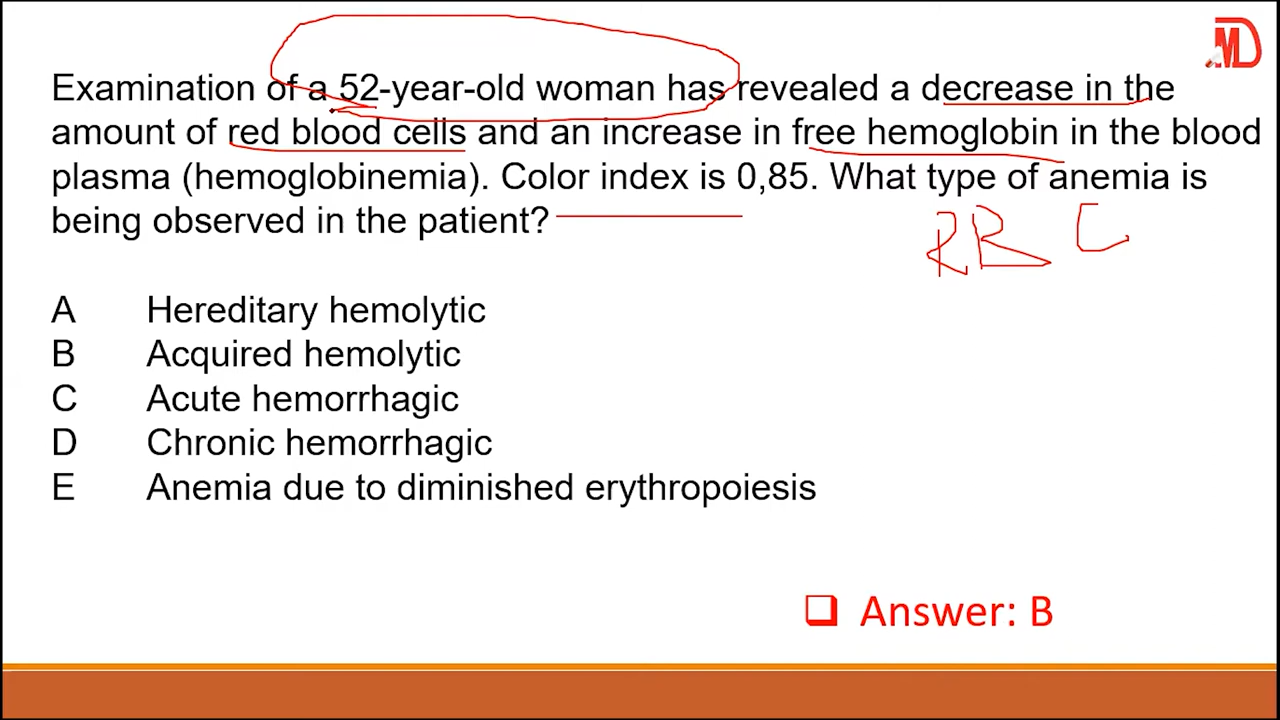 MD
Examination of a 52-year-old woman has revealed a decrease in the
amount of red blood cells and an increase in free hemoglobin in the blood
plasma (hemoglobinemia). Color index is 0,85. What type of anemia is
being observed in the patient?
RB C
A Hereditary hemolytic
B Acquired hemolytic
C Acute hemorrhagic
D Chronic hemorrhagic
E Anemia due to diminished erythropoiesis
❑ Answer: B